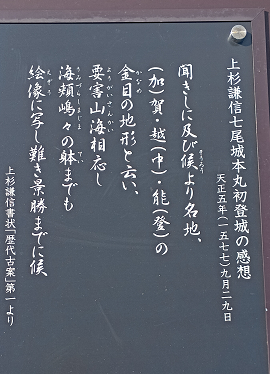 上杉謙信七尾城本丸初登城の感想
天正五年(一五七七)九月二九日
聞きしに及び候より名地、
(加)賀・越(中)・能(登)の
金目の地形と云い、
要害山海相応し
海頬嶋々の躰までも
絵像に写し難き景勝までに候
上杉謙信書状「歴代古案」第一より